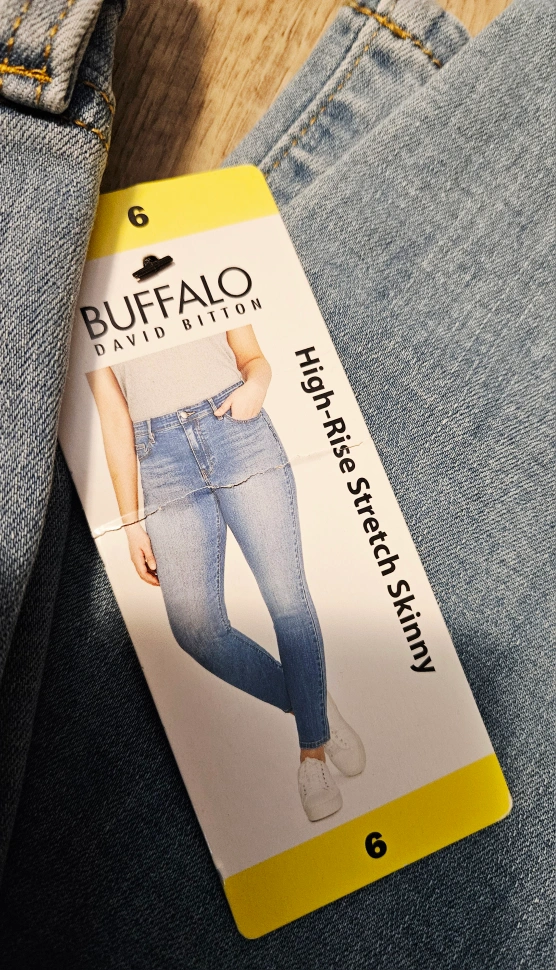 6
BUFFALO
DAVID BITTON
High-Rise Stretch Skinny
6